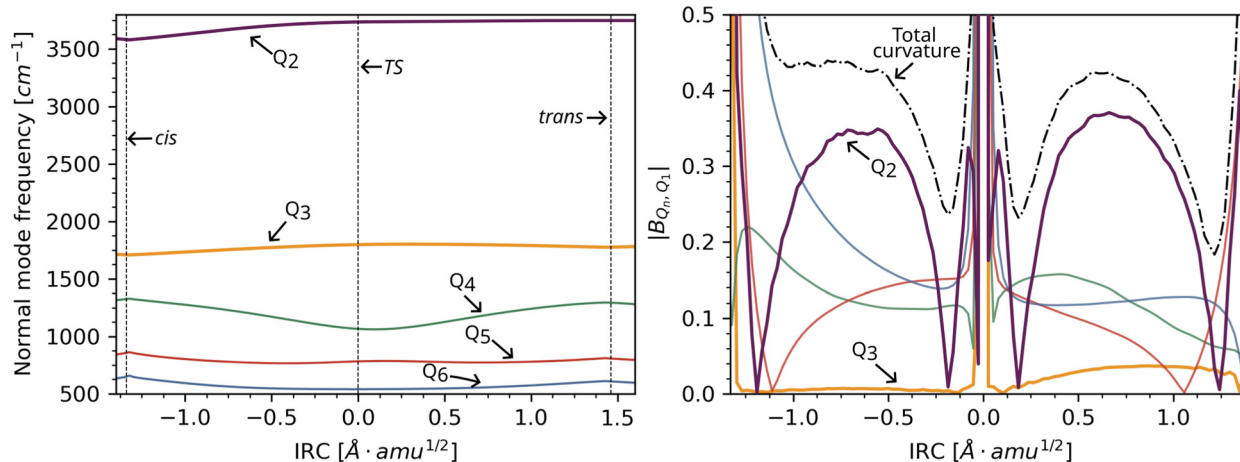 Normal mode frequency [cm⁻¹]
3500
3000
2500
2000
1500
1000
500
Q2
TS
cis
trans
Q3
Q4
Q5
Q6
−1.0
−0.5
0.0
0.5
1.0
1.5
IRC [Å · amu^{1/2}]
|B_{Q_n, Q_1}|
0.5
0.4
0.3
0.2
0.1
0.0
Total
curvature
Q2
Q3
−1.0
−0.5
0.0
0.5
1.0
IRC [Å · amu^{1/2}]